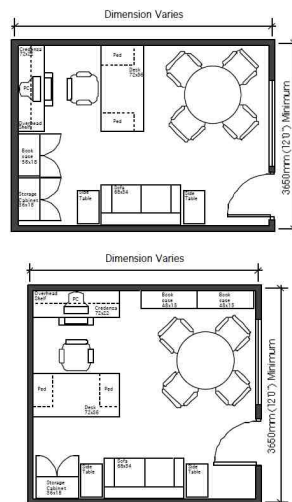 Dimension Varies
Credenza
72x22
Ped
Desk
72x36
PC
Ped
Overhead
Shelf
Book
case
36x18
Storage
Cabinet
36x18
Side
Table
Sofa
68x34
Side
Table
3650mm(12'0") Minimum
Dimension Varies
Overhead
Shelf
PC
Credenza
72x22
Book
case
48x18
Book
case
48x18
Ped
Ped
Desk
72x36
Storage
Cabinet
36x18
Side
Table
Sofa
68x34
Side
Table
3650mm(12'0") Minimum